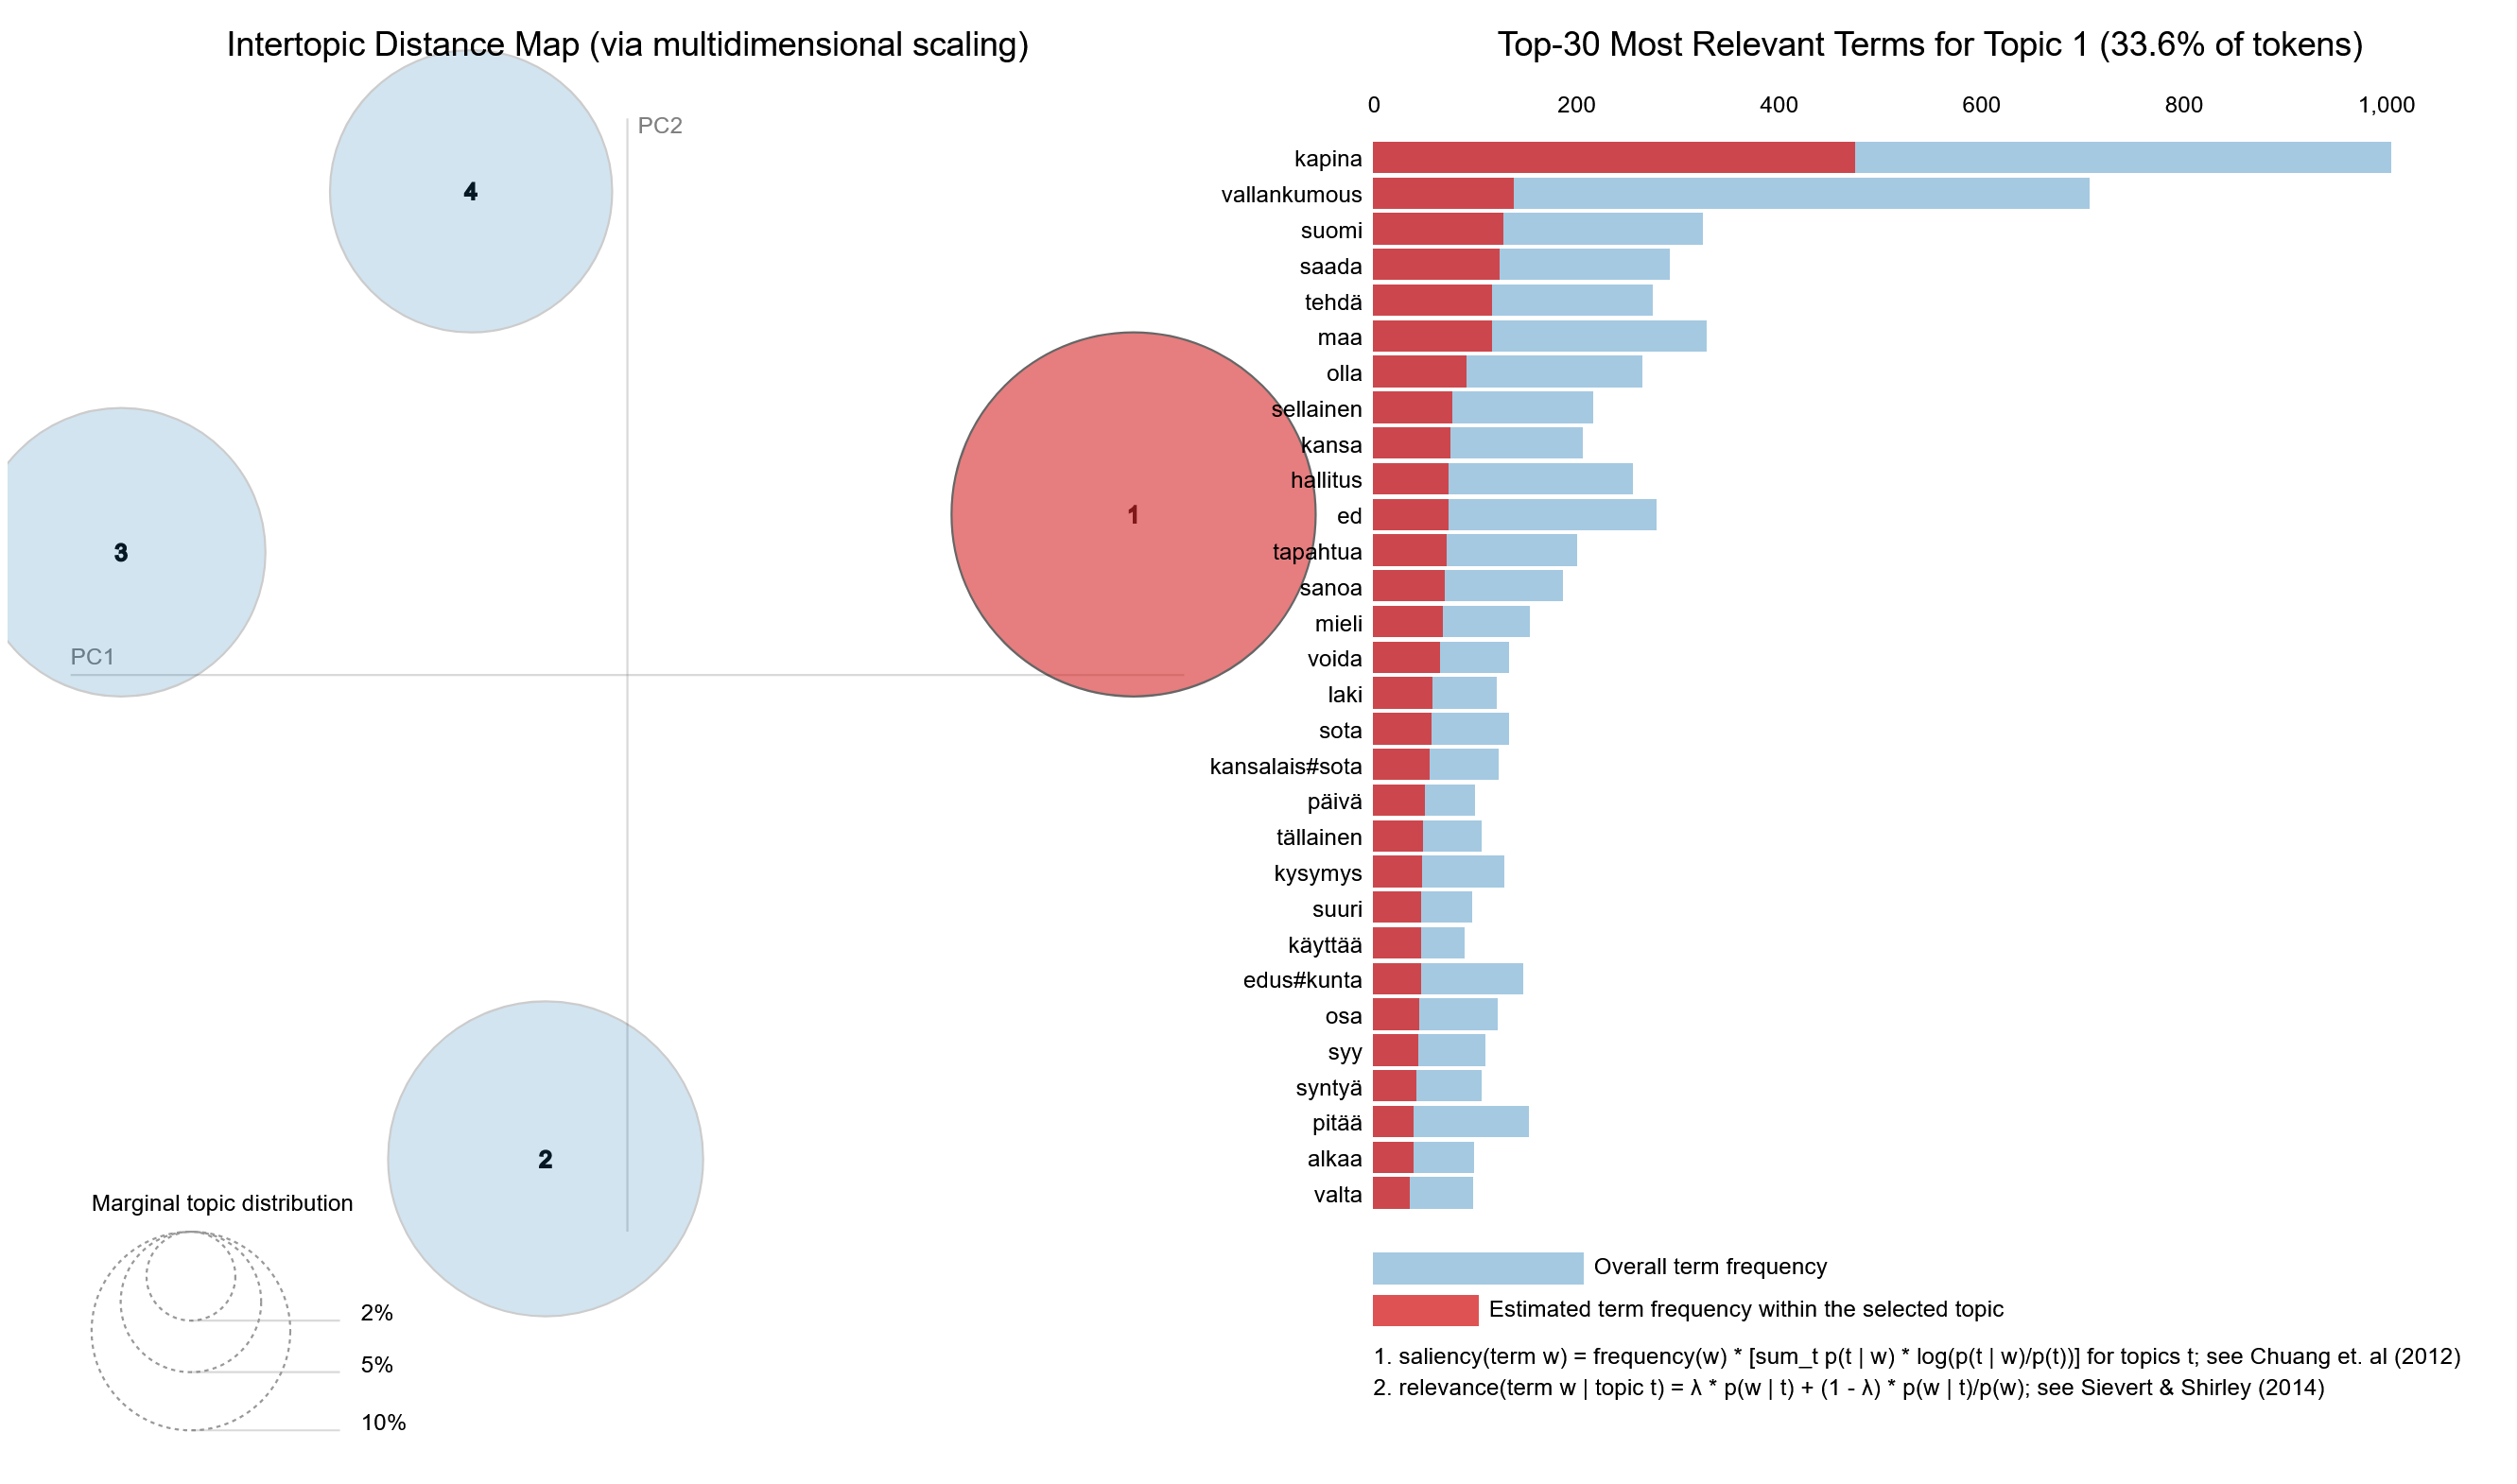 Intertopic Distance Map (via multidimensional scaling)
PC2
4
1
3
PC1
2
Marginal topic distribution
2%
5%
10%
Top-30 Most Relevant Terms for Topic 1 (33.6% of tokens)
0 200 400 600 800 1,000
kapina
vallankumous
suomi
saada
tehdä
maa
olla
sellainen
kansa
hallitus
ed
tapahtua
sanoa
mieli
voida
laki
sota
kansalais#sota
päivä
tällainen
kysymys
suuri
käyttää
edus#kunta
osa
syy
syntyä
pitää
alkaa
valta
Overall term frequency
Estimated term frequency within the selected topic
1. saliency(term w) = frequency(w) * [sum_t p(t | w) * log(p(t | w)/p(t))] for topics t; see Chuang et. al (2012)
2. relevance(term w | topic t) = λ * p(w | t) + (1 - λ) * p(w | t)/p(w); see Sievert & Shirley (2014)